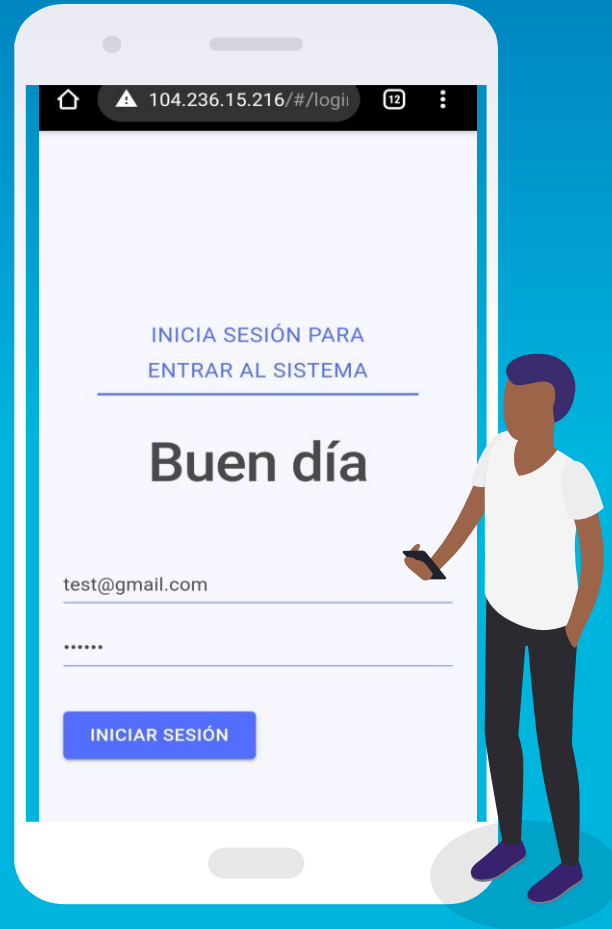 104.236.15.216/#/logi
12
INICIA SESIÓN PARA
ENTRAR AL SISTEMA
Buen día
test@gmail.com
••••••
INICIAR SESIÓN